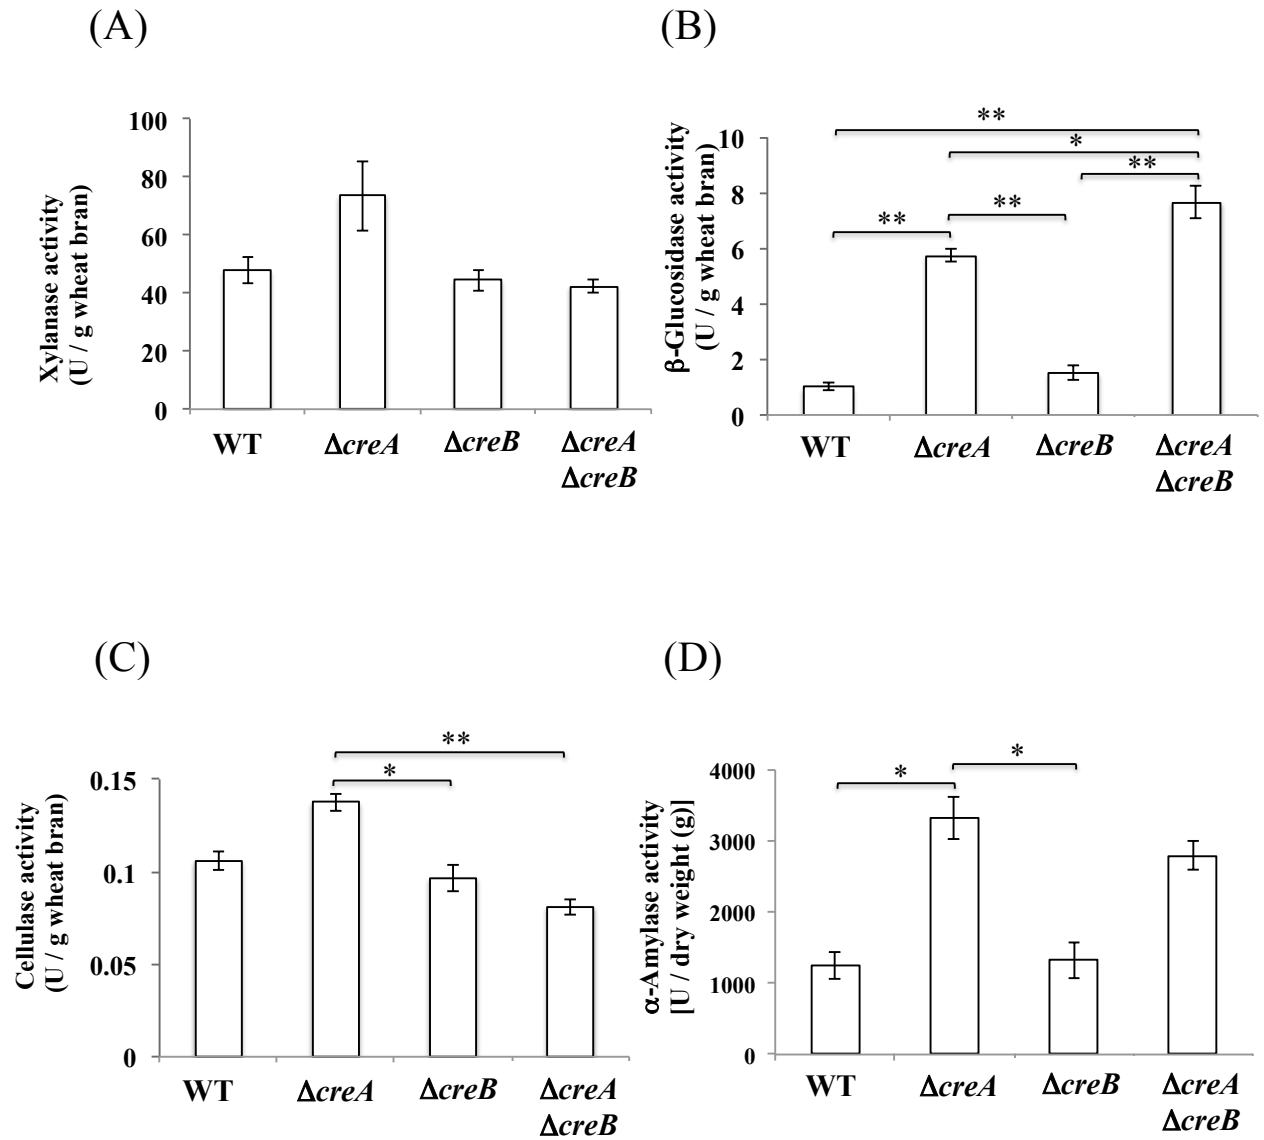 (A)
Xylanase activity
(U / g wheat bran)
100
80
60
40
20
0
WT ΔcreA ΔcreB ΔcreA
ΔcreB
(B)
β-Glucosidase activity
(U / g wheat bran)
**
*
**
**
**
10
8
6
4
2
0
WT ΔcreA ΔcreB ΔcreA
ΔcreB
(C)
Cellulase activity
(U / g wheat bran)
**
*
0.15
0.1
0.05
0
WT ΔcreA ΔcreB ΔcreA
ΔcreB
(D)
α-Amylase activity
[U / dry weight (g)]
*
*
4000
3000
2000
1000
0
WT ΔcreA ΔcreB ΔcreA
ΔcreB